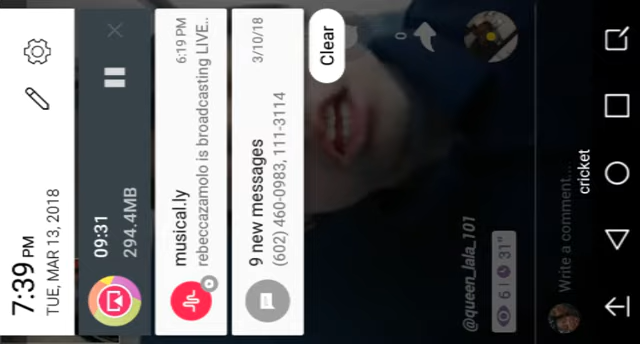 7:39 PM
TUE, MAR 13, 2018
09:31
294.4MB
musical.ly
6:19 PM
rebeccazamolo is broadcasting LIVE..
9 new messages
3/10/18
(602) 460-0983, 111-3114
Clear
0
@queen_lala_101
6 | 31"
Write a comment...
cricket